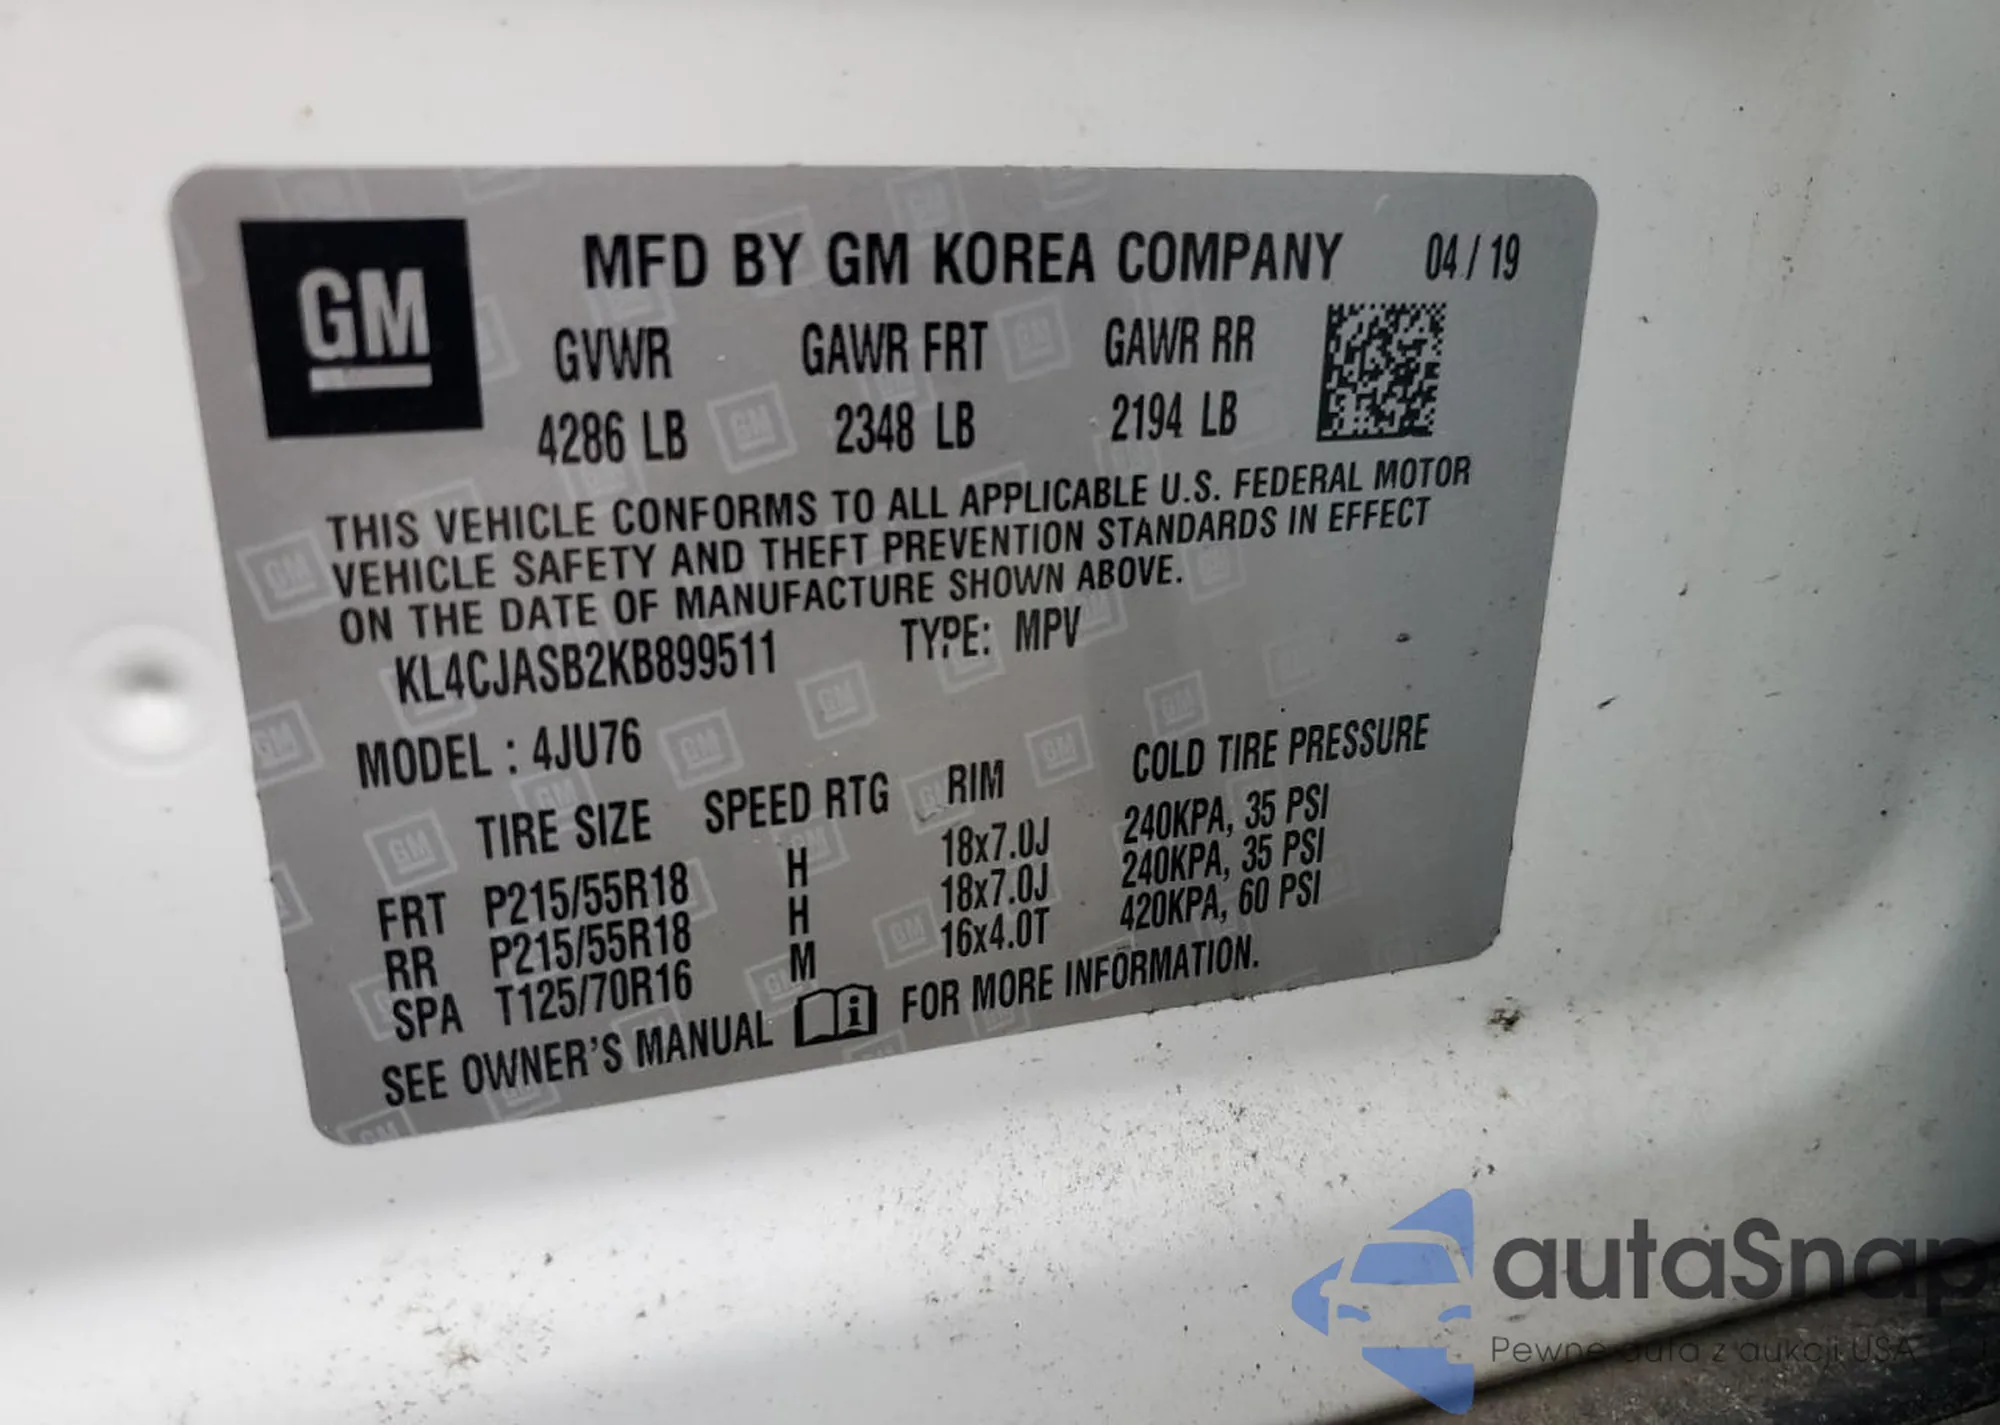 GM
MFD BY GM KOREA COMPANY 04/19
GVWR GAWR FRT GAWR RR
4286 LB 2348 LB 2194 LB
THIS VEHICLE CONFORMS TO ALL APPLICABLE U.S. FEDERAL MOTOR
VEHICLE SAFETY AND THEFT PREVENTION STANDARDS IN EFFECT
ON THE DATE OF MANUFACTURE SHOWN ABOVE.
KL4CJASB2KB899511 TYPE: MPV
MODEL : 4JU76
TIRE SIZE SPEED RTG RIM COLD TIRE PRESSURE
FRT P215/55R18 H 18x7.0J 240KPA, 35 PSI
RR P215/55R18 H 18x7.0J 240KPA, 35 PSI
SPA T125/70R16 M 16x4.0T 420KPA, 60 PSI
SEE OWNER'S MANUAL FOR MORE INFORMATION.
autaSnap
Pewne auta z aukcji USA